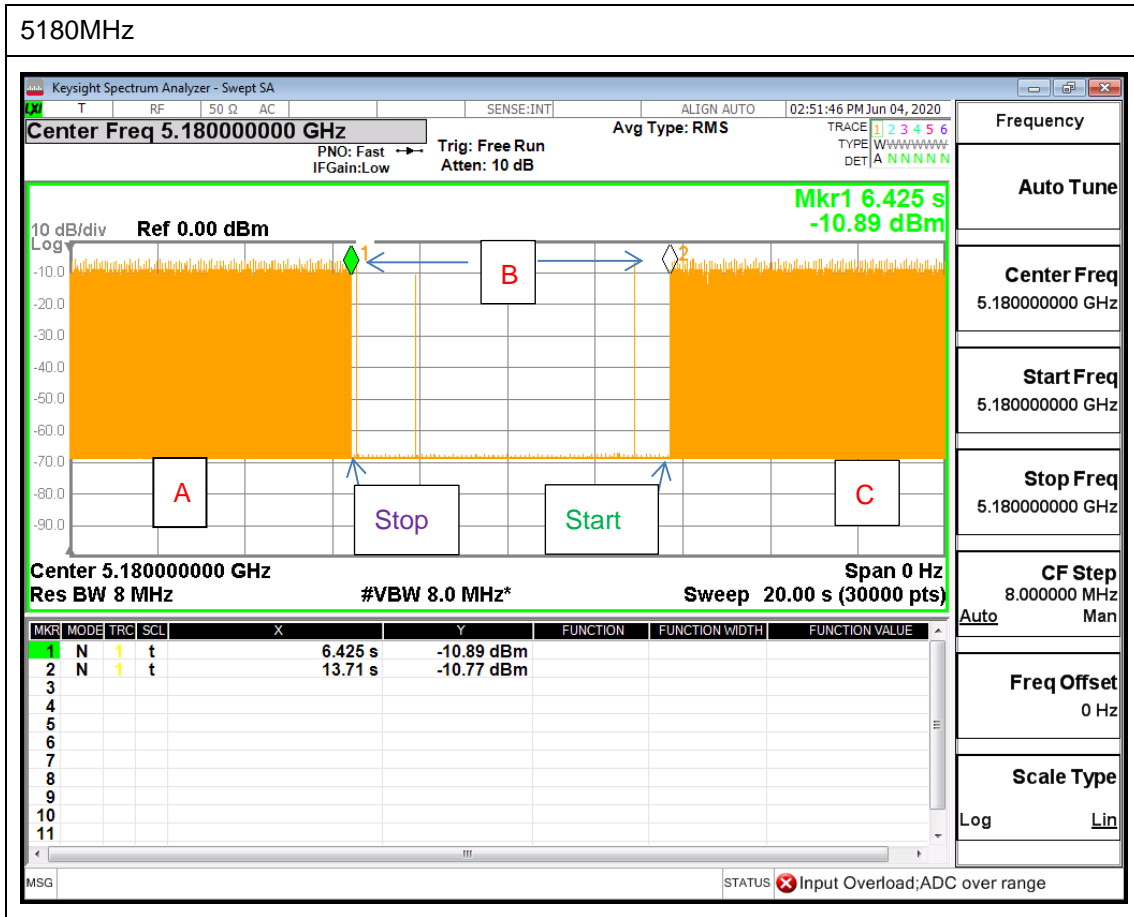 5180MHz
Keysight Spectrum Analyzer - Swept SA
LXI T RF 50 Ω AC SENSE:INT ALIGN AUTO 02:51:46 PM Jun 04, 2020
Center Freq 5.180000000 GHz
PNO: Fast
IFGain:Low
Trig: Free Run
Atten: 10 dB
Avg Type: RMS
TRACE 1 2 3 4 5 6
TYPE WWWWWWW
DET A N N N N N
Mkr1 6.425 s
-10.89 dBm
10 dB/div Ref 0.00 dBm
Log
1
2
B
-10.0
-20.0
-30.0
-40.0
-50.0
-60.0
-70.0
-80.0
-90.0
A
Stop
Start
C
Center 5.180000000 GHz Span 0 Hz
Res BW 8 MHz #VBW 8.0 MHz* Sweep 20.00 s (30000 pts)
MKR MODE TRC SCL X Y FUNCTION FUNCTION WIDTH FUNCTION VALUE
1 N 1 t 6.425 s -10.89 dBm
2 N 1 t 13.71 s -10.77 dBm
3
4
5
6
7
8
9
10
11
MSG STATUS Input Overload;ADC over range
Frequency
Auto Tune
Center Freq
5.180000000 GHz
Start Freq
5.180000000 GHz
Stop Freq
5.180000000 GHz
CF Step
8.000000 MHz
Auto Man
Freq Offset
0 Hz
Scale Type
Log Lin